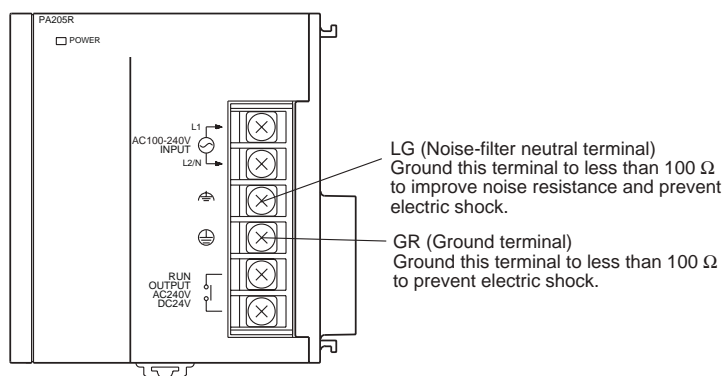 PA205R
POWER
L1
AC100-240V
INPUT
L2/N
RUN
OUTPUT
AC240V
DC24V
LG (Noise-filter neutral terminal)
Ground this terminal to less than 100 Ω
to improve noise resistance and prevent
electric shock.
GR (Ground terminal)
Ground this terminal to less than 100 Ω
to prevent electric shock.